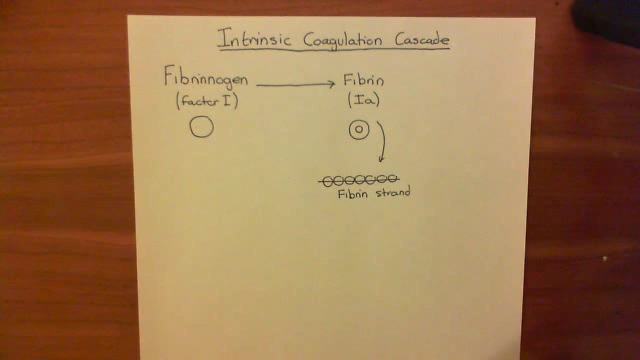 Intrinsic Coagulation Cascade
Fibrinnogen Fibrin
(factor I) (Ia)
Fibrin strand